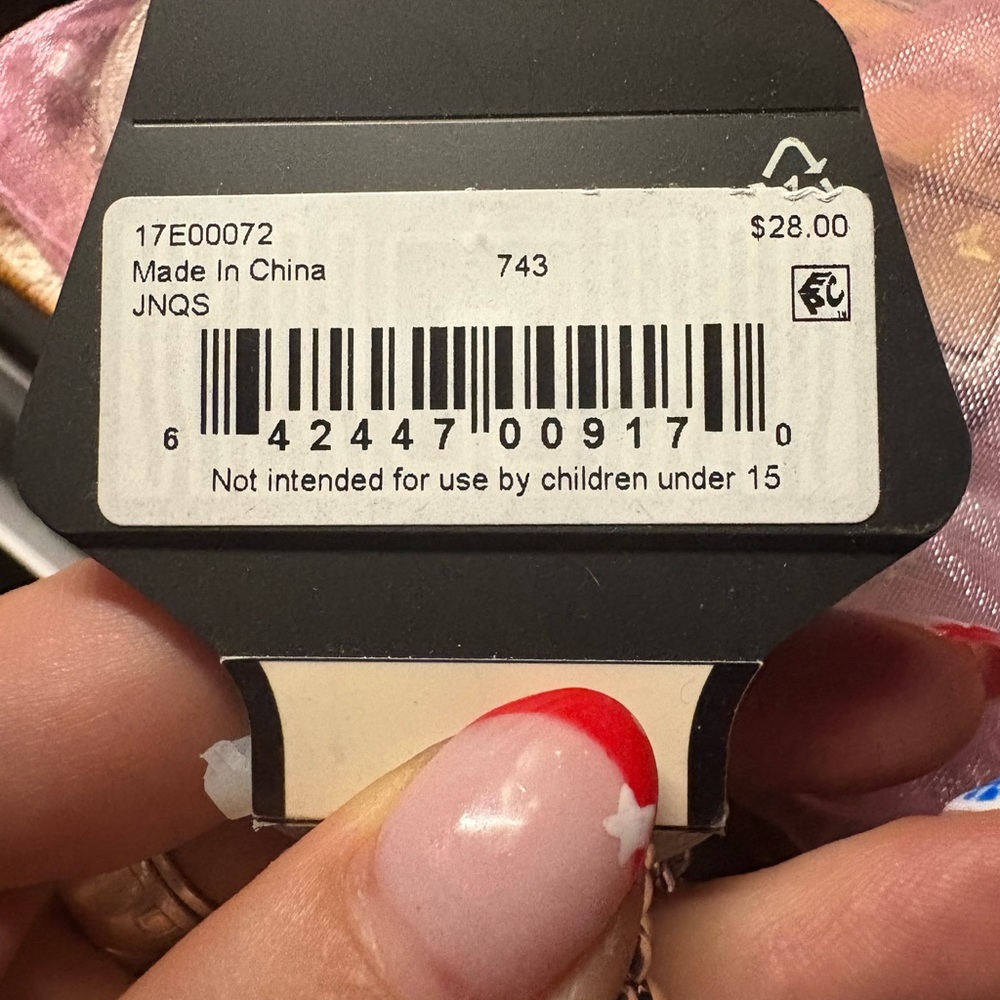 17E00072
$28.00
Made In China
743
JNQS
6 42447 00917 0
Not intended for use by children under 15